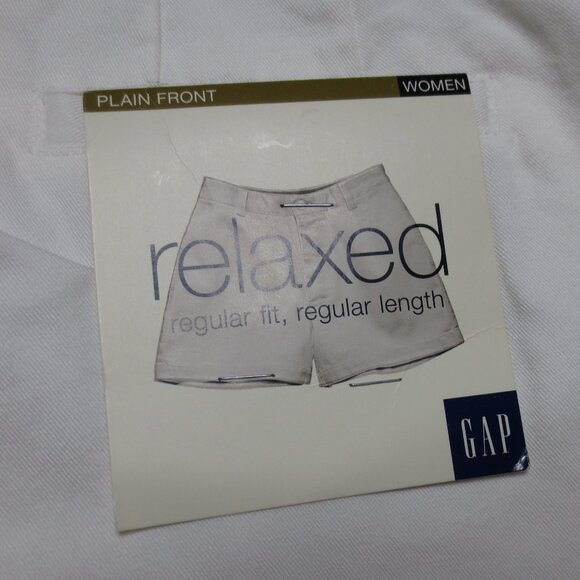 PLAIN FRONT
WOMEN
relaxed
regular fit, regular length
GAP